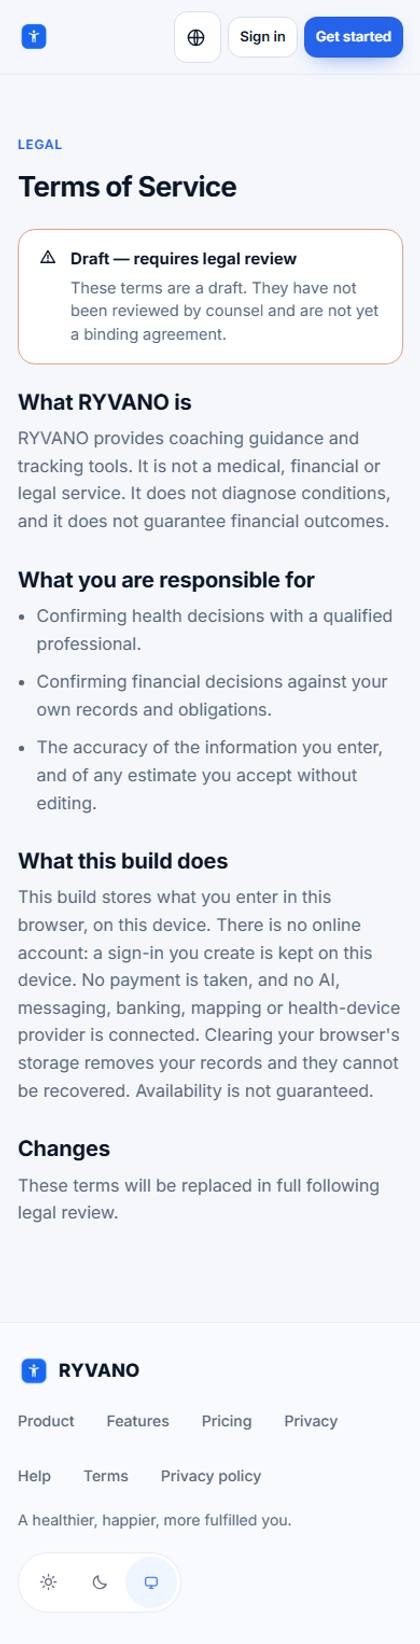 Sign in
Get started
LEGAL
Terms of Service
Draft — requires legal review
These terms are a draft. They have not
been reviewed by counsel and are not yet
a binding agreement.
What RYVANO is
RYVANO provides coaching guidance and
tracking tools. It is not a medical, financial or
legal service. It does not diagnose conditions,
and it does not guarantee financial outcomes.
What you are responsible for
• Confirming health decisions with a qualified
professional.
• Confirming financial decisions against your
own records and obligations.
• The accuracy of the information you enter,
and of any estimate you accept without
editing.
What this build does
This build stores what you enter in this
browser, on this device. There is no online
account: a sign-in you create is kept on this
device. No payment is taken, and no AI,
messaging, banking, mapping or health-device
provider is connected. Clearing your browser's
storage removes your records and they cannot
be recovered. Availability is not guaranteed.
Changes
These terms will be replaced in full following
legal review.
RYVANO
Product Features Pricing Privacy
Help Terms Privacy policy
A healthier, happier, more fulfilled you.